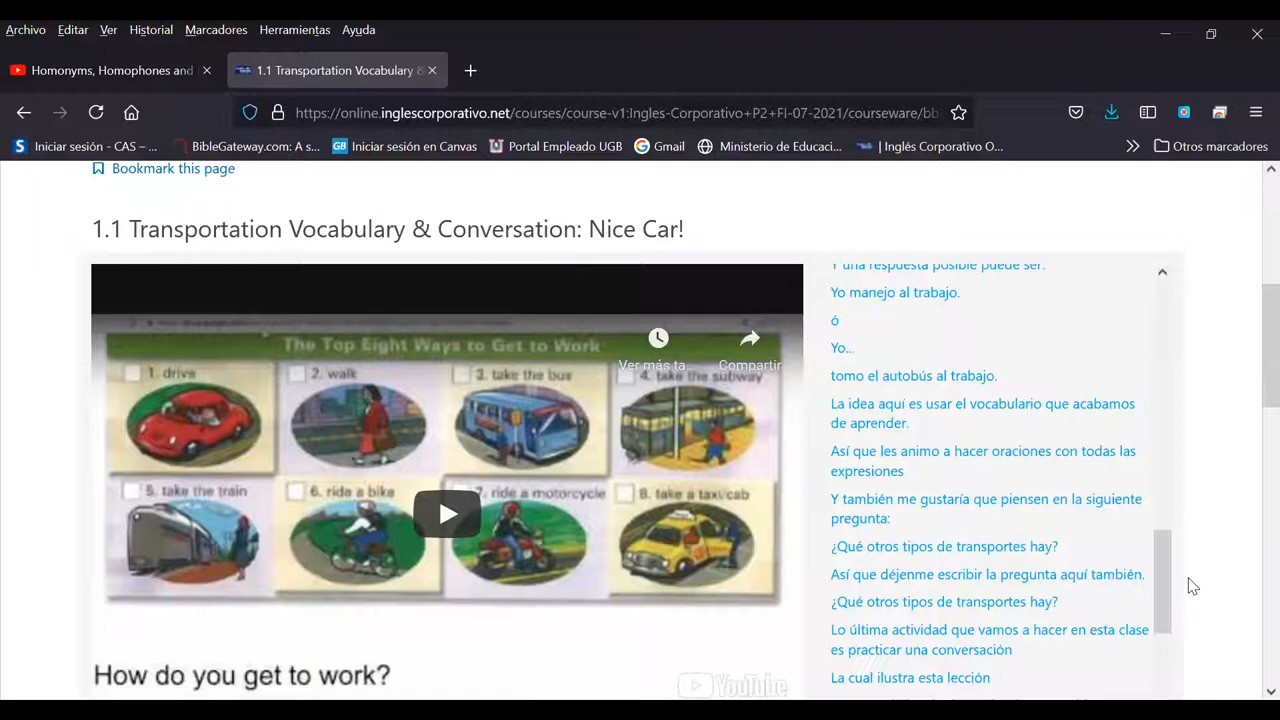 Archivo Editar Ver Historial Marcadores Herramientas Ayuda
Homonyms, Homophones and
1.1 Transportation Vocabulary &
https://online.inglescorporativo.net/courses/course-v1:Ingles-Corporativo+P2+FI-07-2021/courseware/bb
Iniciar sesión - CAS – ... BibleGateway.com: A s... Iniciar sesión en Canvas Portal Empleado UGB Gmail Ministerio de Educaci... | Inglés Corporativo O... Otros marcadores
Bookmark this page
1.1 Transportation Vocabulary & Conversation: Nice Car!
The Top Eight Ways to Get to Work
Ver más ta... Compartir
1. drive 2. walk 3. take the bus 4. take the subway
5. take the train 6. ride a bike 7. ride a motorcycle 8. take a taxi/cab
How do you get to work?
YouTube
Y una respuesta posible puede ser:
Yo manejo al trabajo.
ó
Yo...
tomo el autobús al trabajo.
La idea aquí es usar el vocabulario que acabamos
de aprender.
Así que les animo a hacer oraciones con todas las
expresiones
Y también me gustaría que piensen en la siguiente
pregunta:
¿Qué otros tipos de transportes hay?
Así que déjenme escribir la pregunta aquí también.
¿Qué otros tipos de transportes hay?
Lo última actividad que vamos a hacer en esta clase
es practicar una conversación
La cual ilustra esta lección